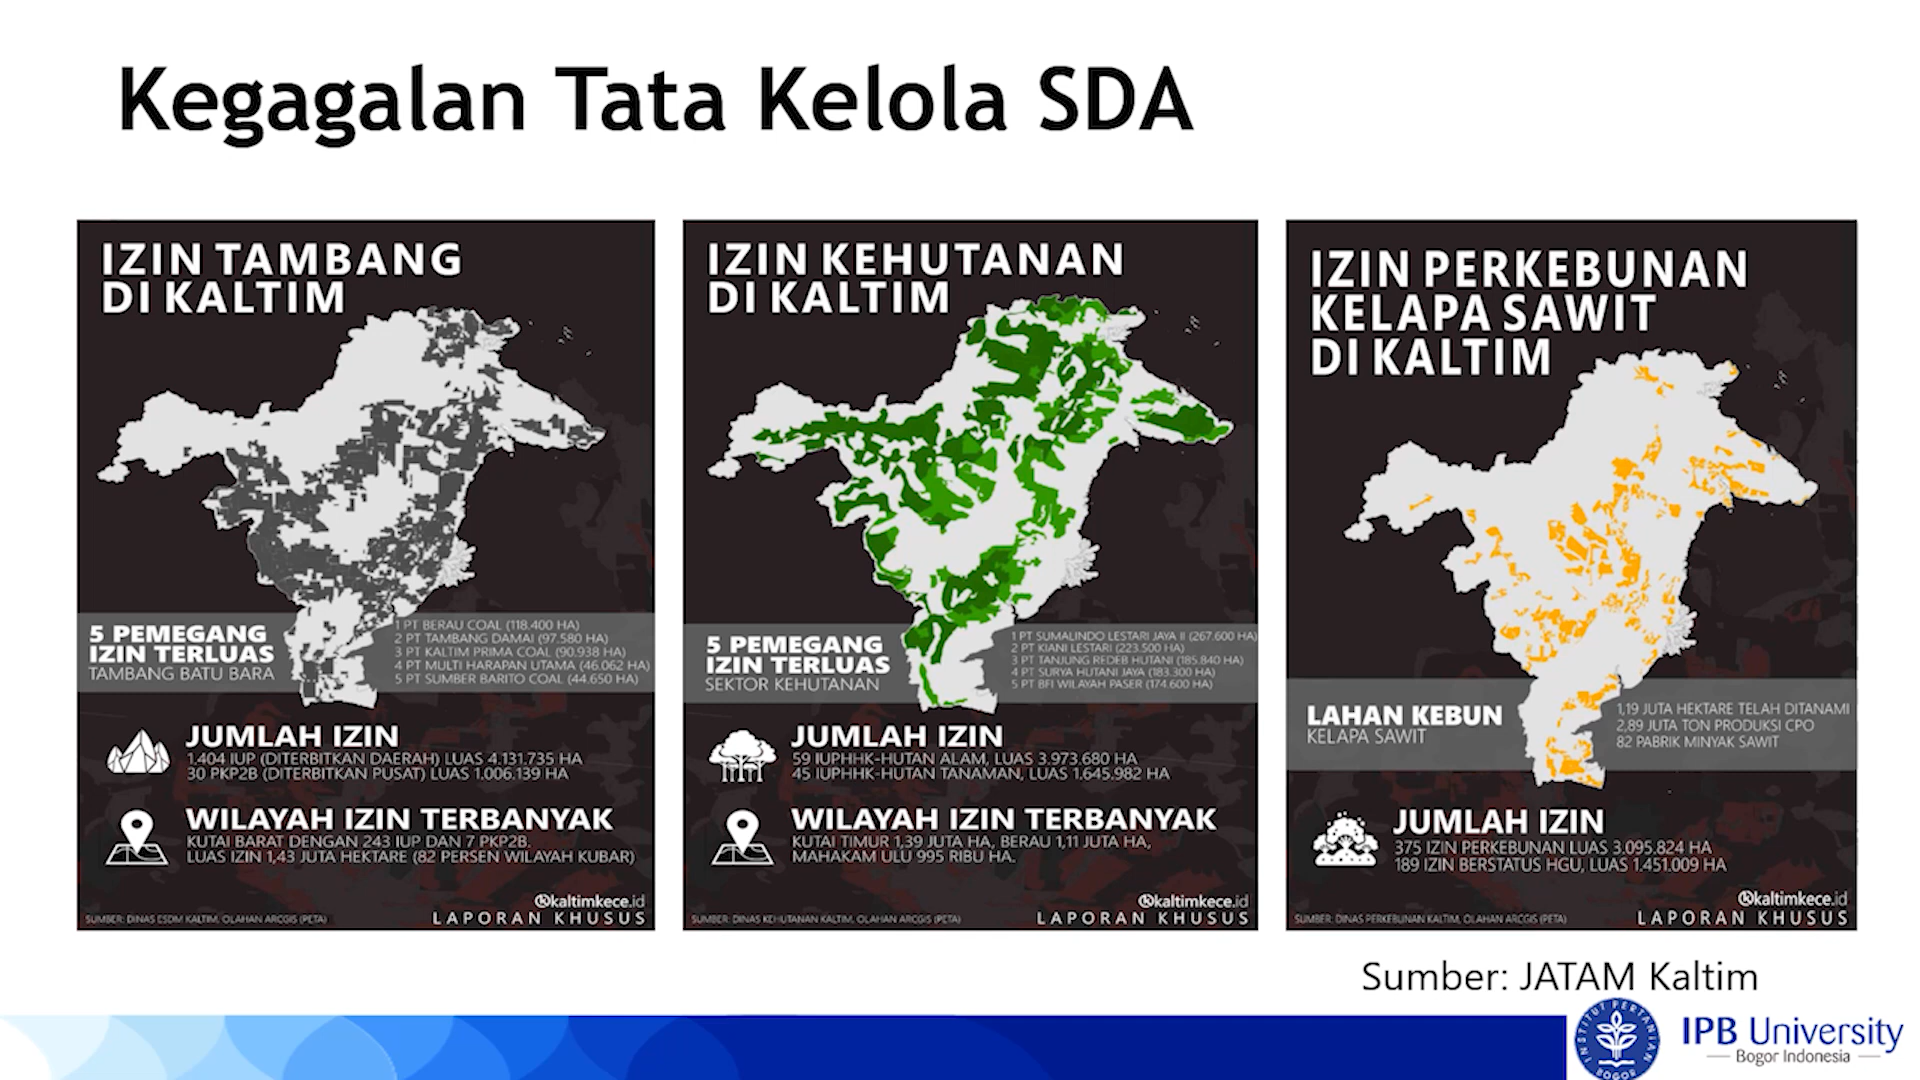 Kegagalan Tata Kelola SDA
IZIN TAMBANG
DI KALTIM
5 PEMEGANG
IZIN TERLUAS
TAMBANG BATU BARA
1 PT BERAU COAL (118.400 HA)
2 PT TAMBANG DAMAI (97.580 HA)
3 PT KALTIM PRIMA COAL (90.938 HA)
4 PT MULTI HARAPAN UTAMA (46.062 HA)
5 PT SUMBER BARITO COAL (44.650 HA)
JUMLAH IZIN
1.404 IUP (DITERBITKAN DAERAH) LUAS 4.131.735 HA
30 PKP2B (DITERBITKAN PUSAT) LUAS 1.006.139 HA
WILAYAH IZIN TERBANYAK
KUTAI BARAT DENGAN 243 IUP DAN 7 PKP2B.
LUAS IZIN 1,43 JUTA HEKTARE (82 PERSEN WILAYAH KUBAR)
kaltimkece.id
SUMBER: DINAS ESDM KALTIM, OLAHAN ARCGIS (PETA)
LAPORAN KHUSUS
IZIN KEHUTANAN
DI KALTIM
5 PEMEGANG
IZIN TERLUAS
SEKTOR KEHUTANAN
1 PT SUMALINDO LESTARI JAYA II (267.600 HA)
2 PT KIANI LESTARI (223.500 HA)
3 PT TANJUNG REDEB HUTANI (185.840 HA)
4 PT SURYA HUTANI JAYA (183.300 HA)
5 PT BFI WILAYAH PASER (174.600 HA)
JUMLAH IZIN
59 IUPHHK-HUTAN ALAM, LUAS 3.973.680 HA
45 IUPHHK-HUTAN TANAMAN, LUAS 1.645.982 HA
WILAYAH IZIN TERBANYAK
KUTAI TIMUR 1,39 JUTA HA, BERAU 1,11 JUTA HA,
MAHAKAM ULU 995 RIBU HA.
kaltimkece.id
SUMBER: DINAS KEHUTANAN KALTIM, OLAHAN ARCGIS (PETA)
LAPORAN KHUSUS
IZIN PERKEBUNAN
KELAPA SAWIT
DI KALTIM
LAHAN KEBUN
KELAPA SAWIT
1,19 JUTA HEKTARE TELAH DITANAMI
2,89 JUTA TON PRODUKSI CPO
82 PABRIK MINYAK SAWIT
JUMLAH IZIN
375 IZIN PERKEBUNAN LUAS 3.095.824 HA
189 IZIN BERSTATUS HGU, LUAS 1.451.009 HA
kaltimkece.id
SUMBER: DINAS PERKEBUNAN KALTIM, OLAHAN ARCGIS (PETA)
LAPORAN KHUSUS
Sumber: JATAM Kaltim
INSTITUT PERTANIAN
BOGOR
IPB University
Bogor Indonesia